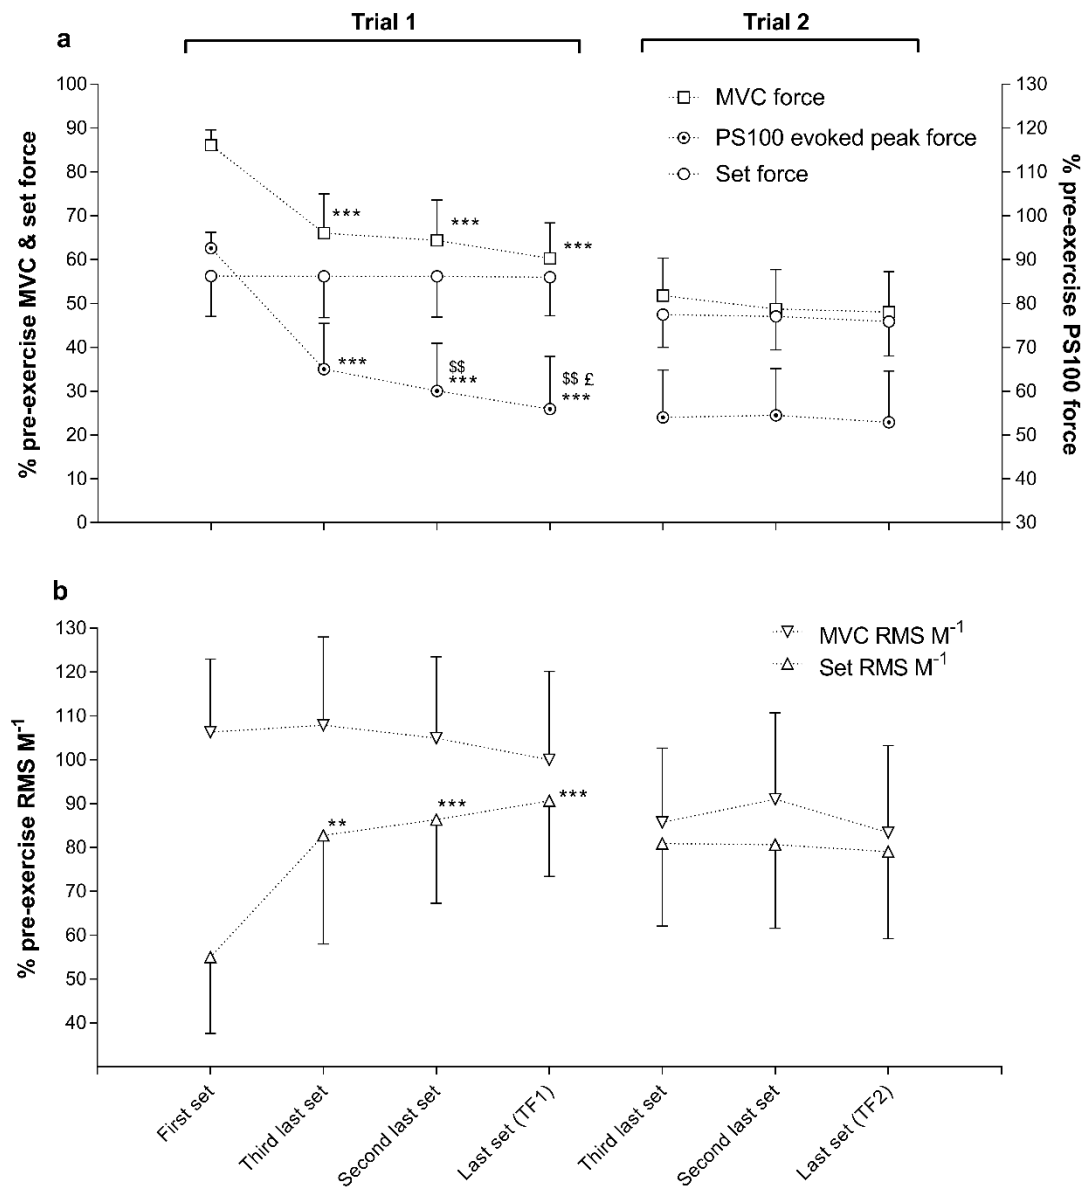 Trial 1
Trial 2
a
MVC force
PS100 evoked peak force
Set force
% pre-exercise MVC & set force
100
90
80
70
60
50
40
30
20
10
0
***
***
***
***
$$
***
$$ £
***
130
120
110
100
90
80
70
60
50
40
30
% pre-exercise PS100 force
b
MVC RMS M-1
Set RMS M-1
% pre-exercise RMS M-1
130
120
110
100
90
80
70
60
50
40
**
***
***
First set
Third last set
Second last set
Last set (TF1)
Third last set
Second last set
Last set (TF2)